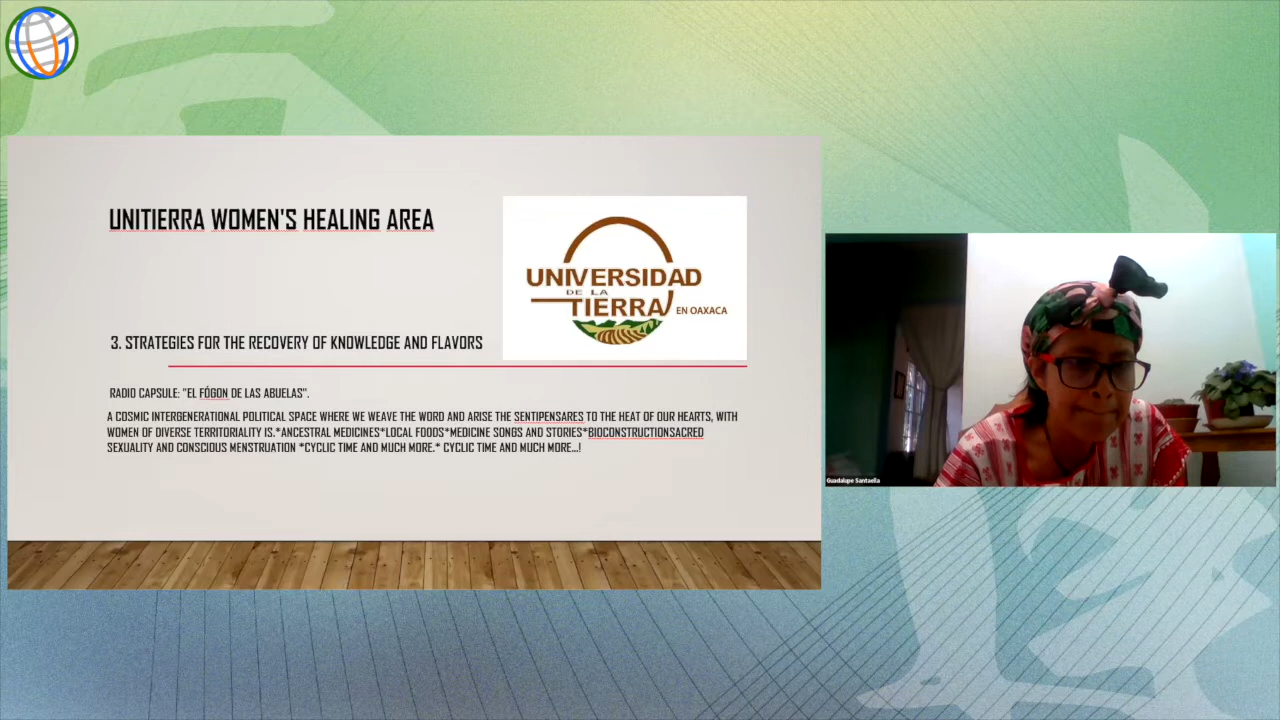 UNITIERRA WOMEN'S HEALING AREA
UNIVERSIDAD
DE LA
TIERRA EN OAXACA
3. STRATEGIES FOR THE RECOVERY OF KNOWLEDGE AND FLAVORS
RADIO CAPSULE: "EL FÓGON DE LAS ABUELAS".
A COSMIC INTERGENERATIONAL POLITICAL SPACE WHERE WE WEAVE THE WORD AND ARISE THE SENTIPENSARES TO THE HEAT OF OUR HEARTS, WITH
WOMEN OF DIVERSE TERRITORIALITY IS.*ANCESTRAL MEDICINES*LOCAL FOODS*MEDICINE SONGS AND STORIES*BIOCONSTRUCTIONSACRED
SEXUALITY AND CONSCIOUS MENSTRUATION *CYCLIC TIME AND MUCH MORE.* CYCLIC TIME AND MUCH MORE...!
Guadalupe Santaella